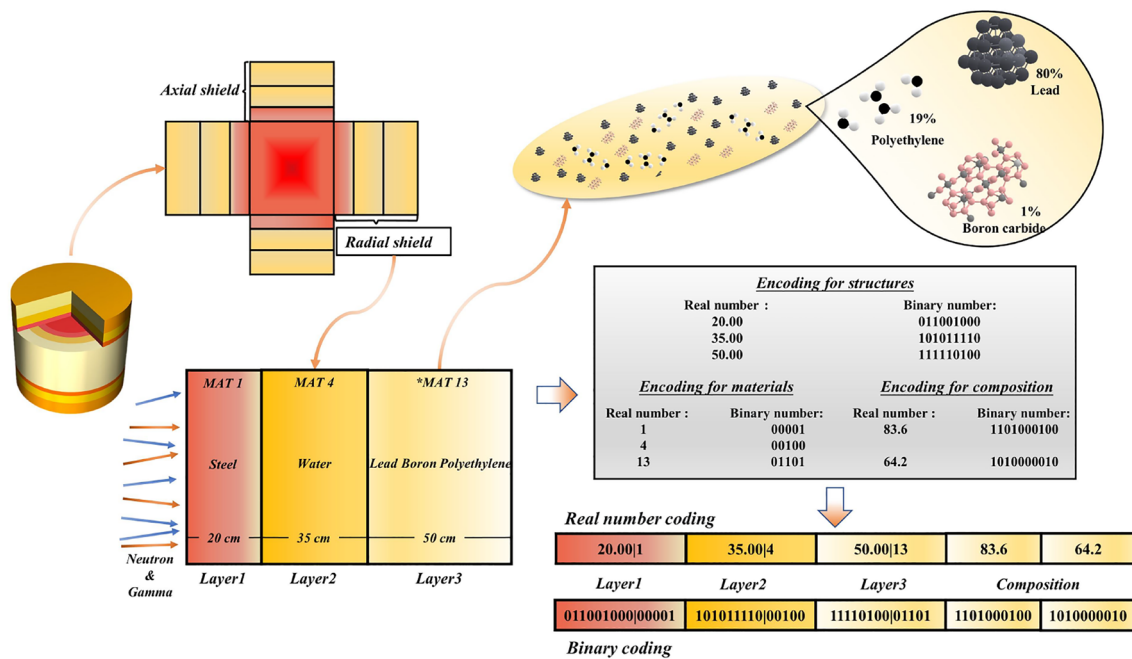 Axial shield
Radial shield
80%
Lead
19%
Polyethylene
1%
Boron carbide
MAT 1
MAT 4
*MAT 13
Steel
Water
Lead Boron Polyethylene
20 cm
35 cm
50 cm
Neutron
&
Gamma
Layer1
Layer2
Layer3
Encoding for structures
Real number :
Binary number:
20.00
011001000
35.00
101011110
50.00
111110100
Encoding for materials
Real number :
Binary number:
1
00001
4
00100
13
01101
Encoding for composition
Real number :
Binary number:
83.6
1101000100
64.2
1010000010
Real number coding
20.00|1
35.00|4
50.00|13
83.6
64.2
Layer1
Layer2
Layer3
Composition
011001000|00001
101011110|00100
11110100|01101
1101000100
1010000010
Binary coding